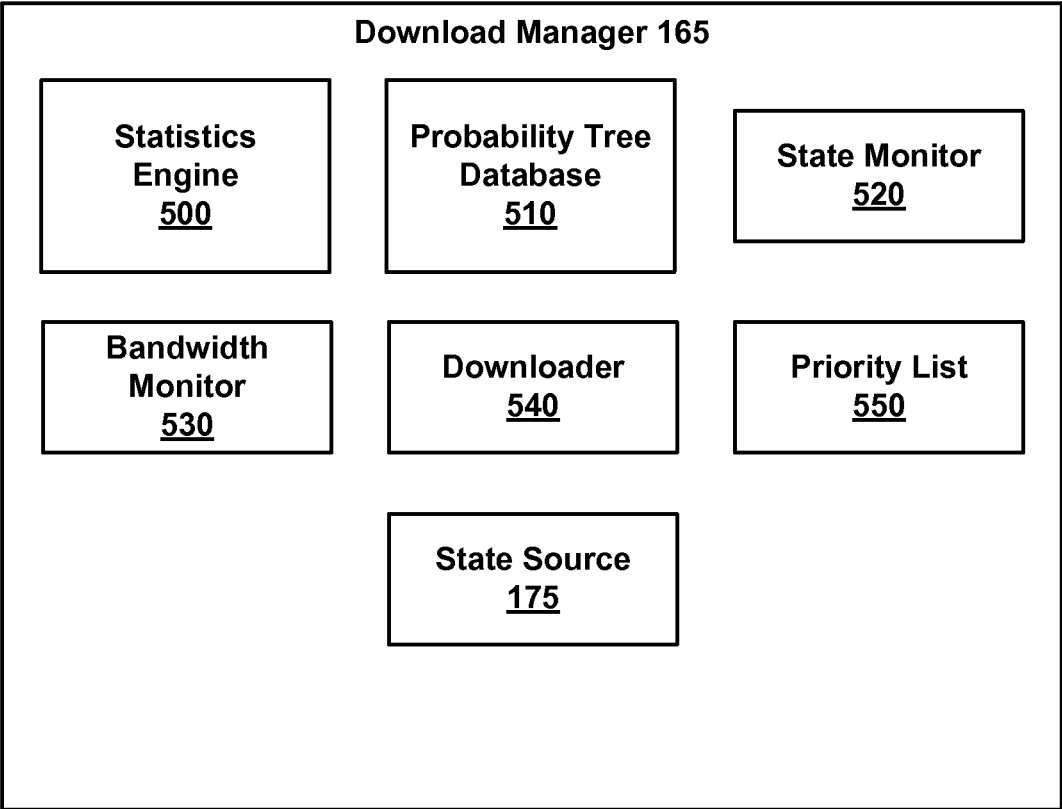 Download Manager 165
Statistics
Engine
500
Probability Tree
Database
510
State Monitor
520
Bandwidth
Monitor
530
Downloader
540
Priority List
550
State Source
175